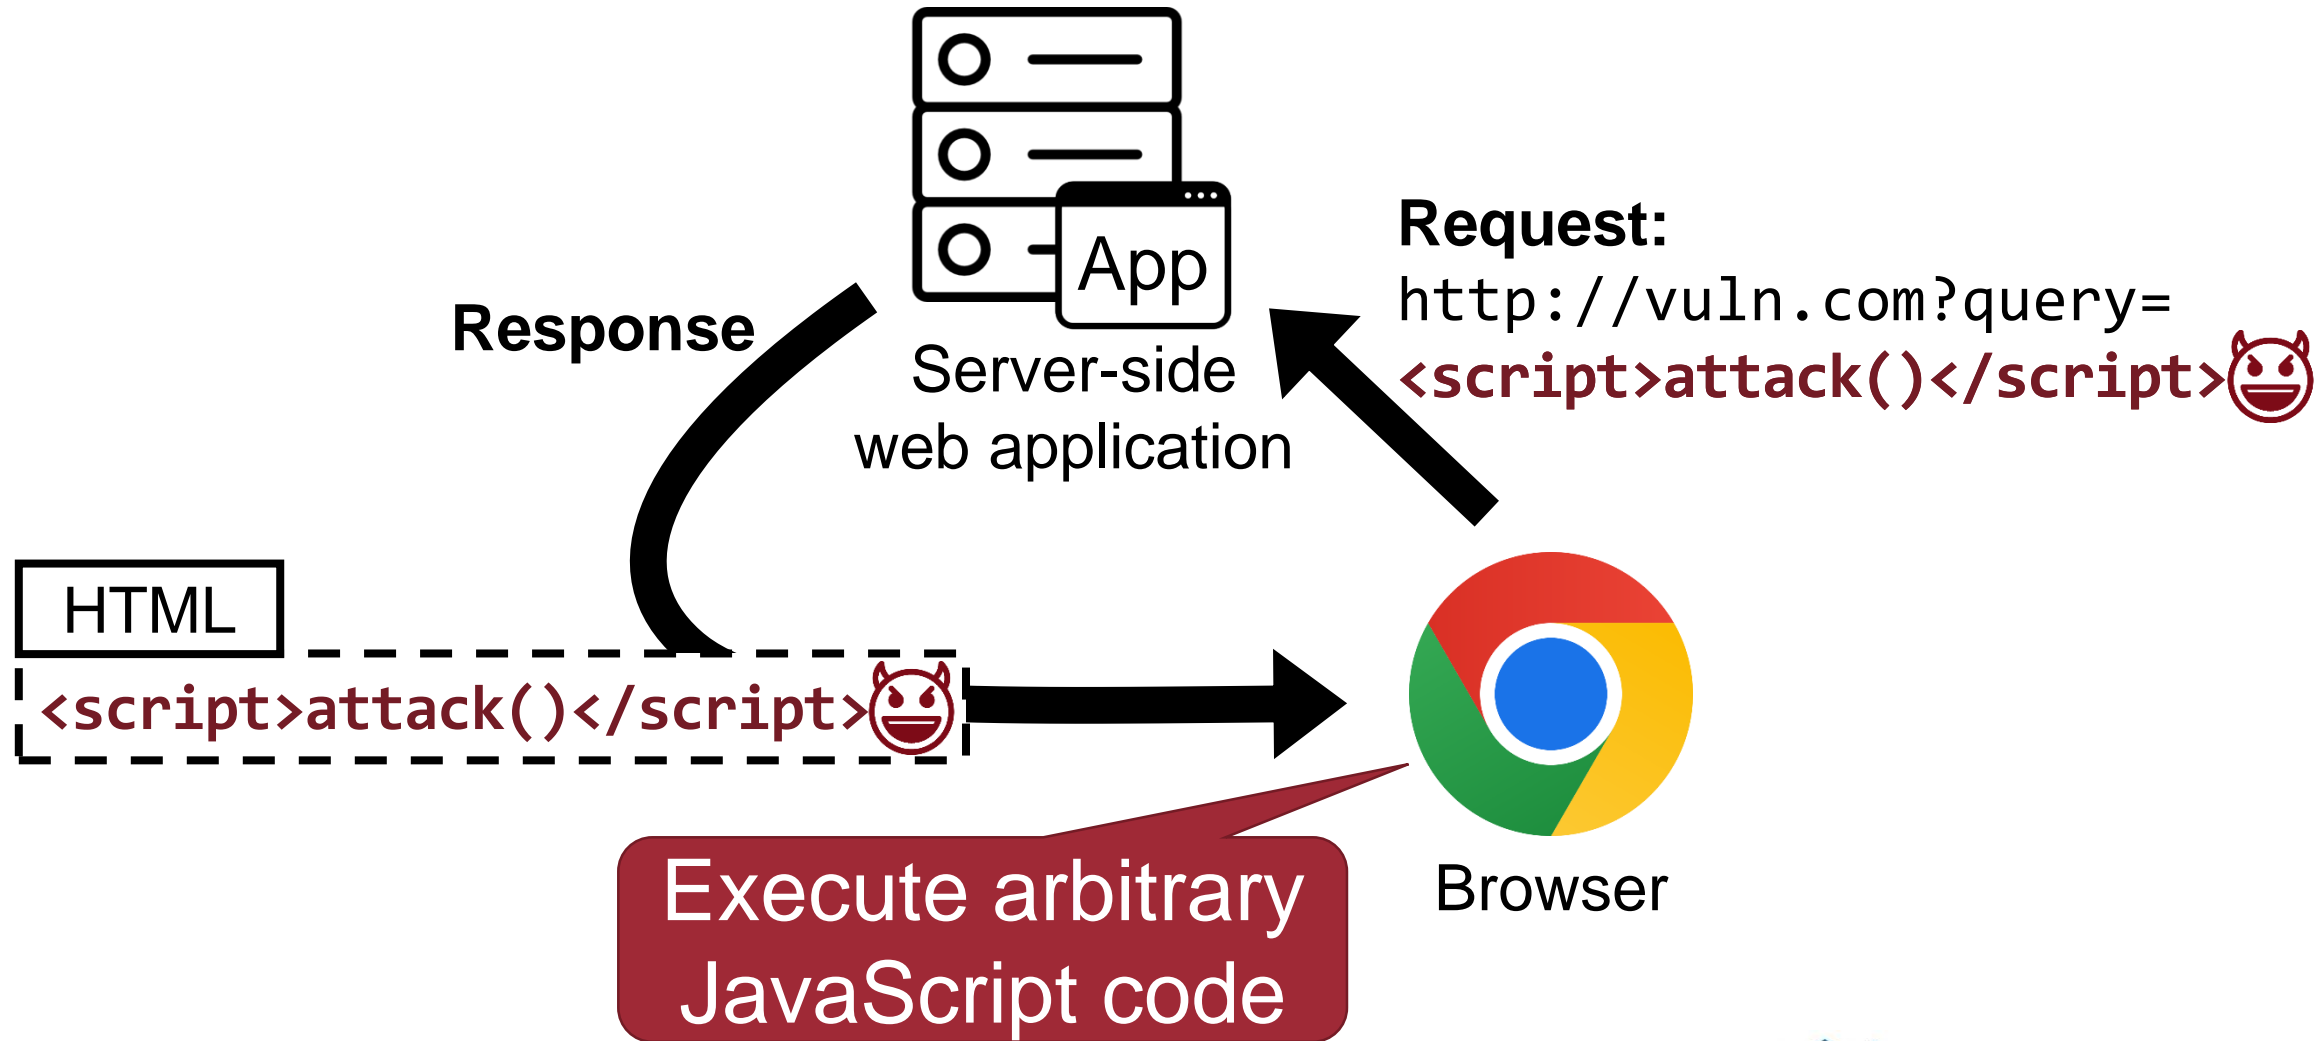 App
Server-side
web application
Request:
http://vuln.com?query=
<script>attack()</script>
Response
HTML
<script>attack()</script>
Browser
Execute arbitrary
JavaScript code